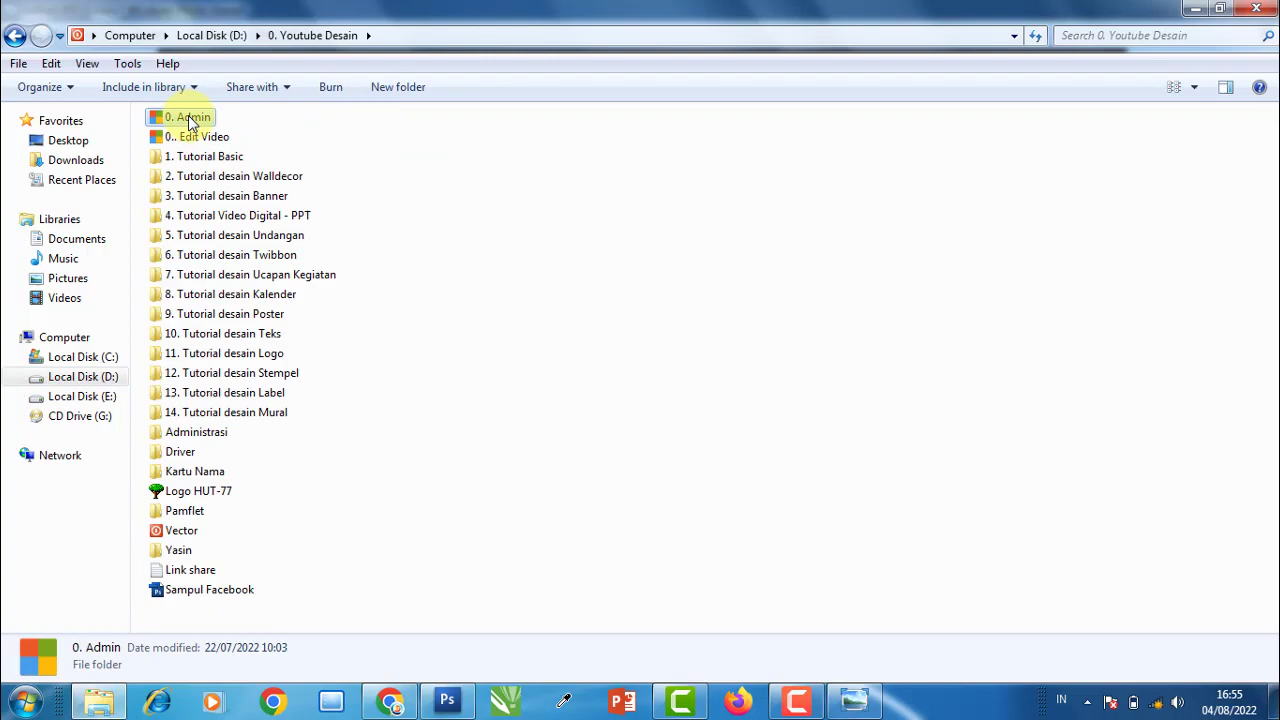 Computer Local Disk (D:) 0. Youtube Desain
Search 0. Youtube Desain
File Edit View Tools Help
Organize Include in library Share with Burn New folder
Favorites
Desktop
Downloads
Recent Places
Libraries
Documents
Music
Pictures
Videos
Computer
Local Disk (C:)
Local Disk (D:)
Local Disk (E:)
CD Drive (G:)
Network
0. Admin
0.. Edit Video
1. Tutorial Basic
2. Tutorial desain Walldecor
3. Tutorial desain Banner
4. Tutorial Video Digital - PPT
5. Tutorial desain Undangan
6. Tutorial desain Twibbon
7. Tutorial desain Ucapan Kegiatan
8. Tutorial desain Kalender
9. Tutorial desain Poster
10. Tutorial desain Teks
11. Tutorial desain Logo
12. Tutorial desain Stempel
13. Tutorial desain Label
14. Tutorial desain Mural
Administrasi
Driver
Kartu Nama
Logo HUT-77
Pamflet
Vector
Yasin
Link share
Sampul Facebook
0. Admin Date modified: 22/07/2022 10:03
File folder
Ps
IN
16:55
04/08/2022